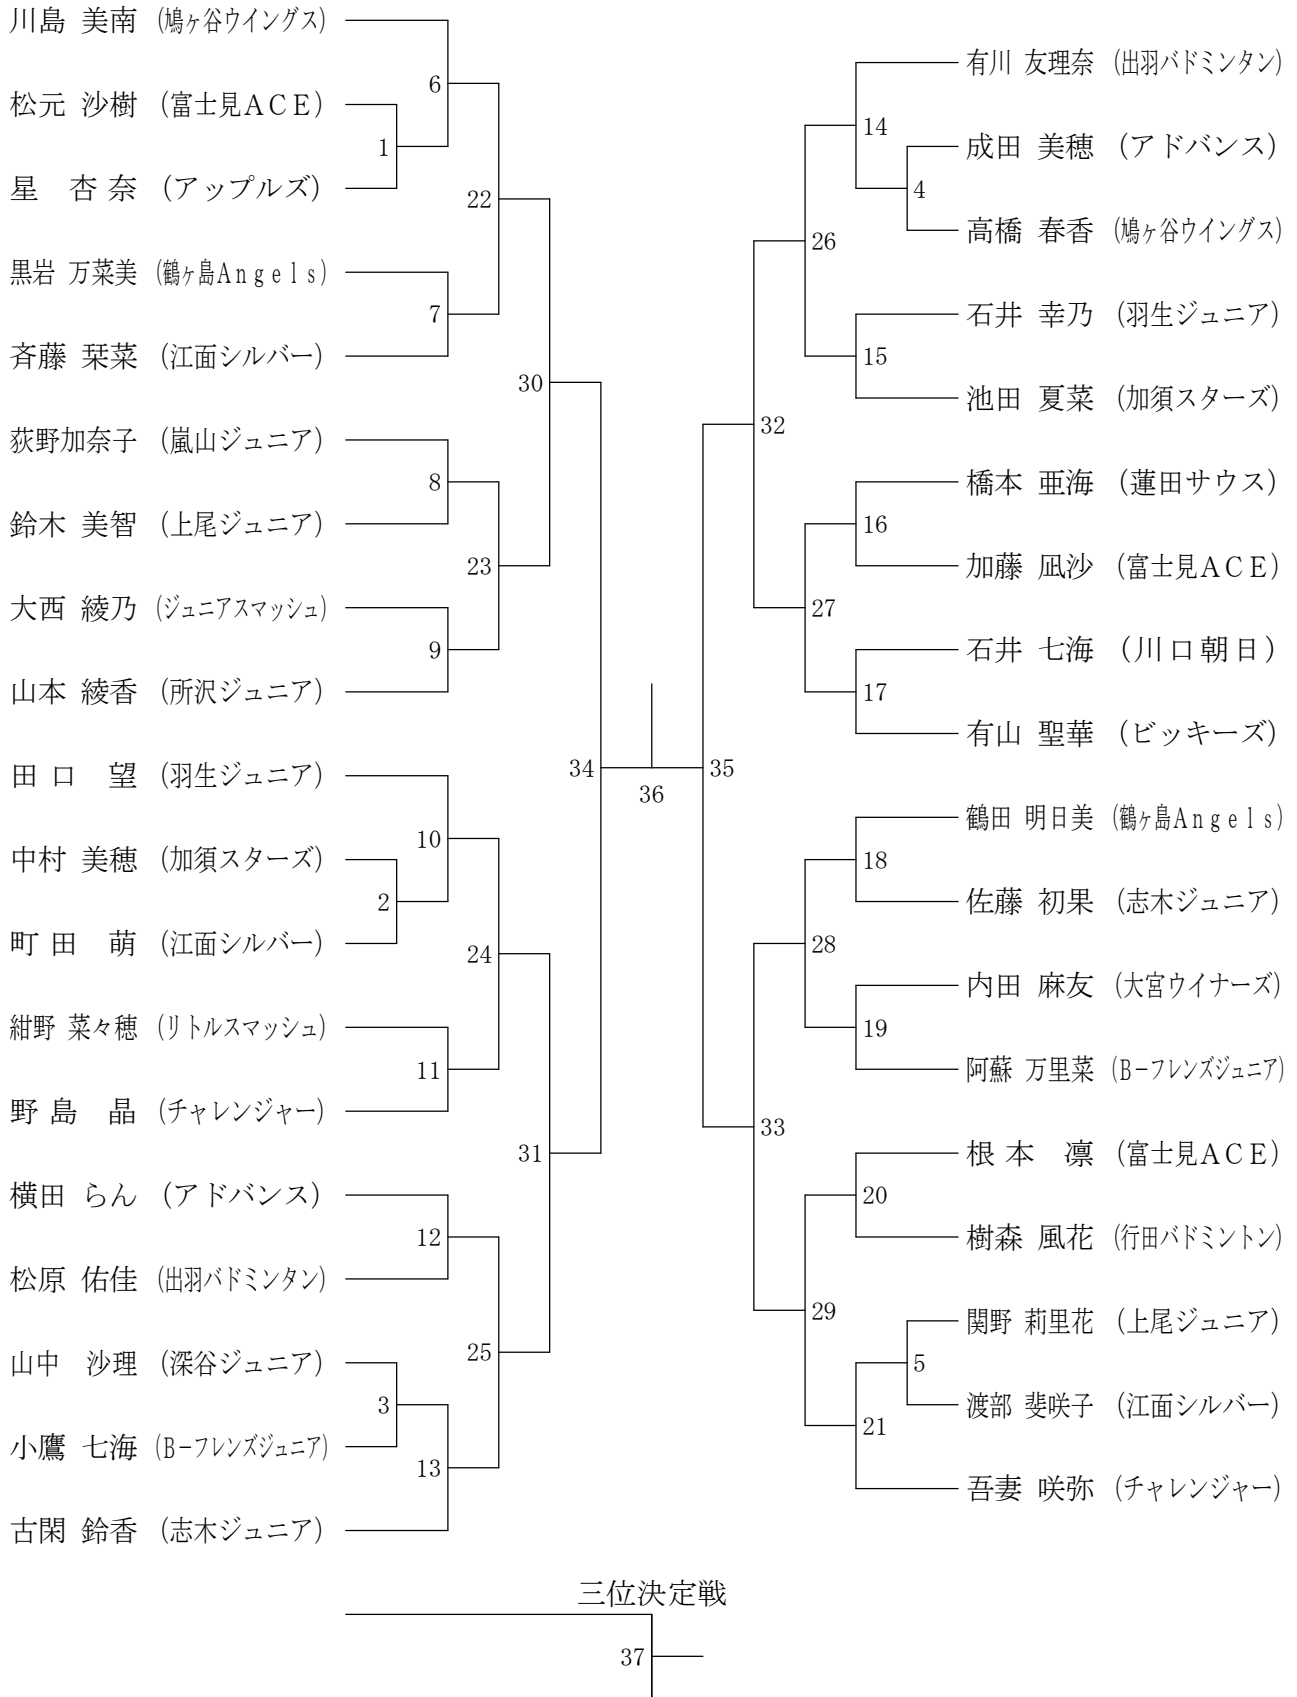 川島 美南 (鳩ヶ谷ウイングス)
松元 沙樹 (富士見ACE)
星 杏奈 (アップルズ)
黒岩 万菜美 (鶴ヶ島Angels)
斉藤 栞菜 (江面シルバー)
荻野加奈子 (嵐山ジュニア)
鈴木 美智 (上尾ジュニア)
大西 綾乃 (ジュニアスマッシュ)
山本 綾香 (所沢ジュニア)
田口 望 (羽生ジュニア)
中村 美穂 (加須スターズ)
町田 萌 (江面シルバー)
紺野 菜々穂 (リトルスマッシュ)
野島 晶 (チャレンジャー)
横田 らん (アドバンス)
松原 佑佳 (出羽バドミンタン)
山中 沙理 (深谷ジュニア)
小鷹 七海 (B-フレンズジュニア)
古閑 鈴香 (志木ジュニア)
1
2
3
6
7
8
9
10
11
12
13
22
23
24
25
30
31
34
36
35
32
33
26
27
28
29
14
15
16
17
18
19
20
21
4
5
有川 友理奈 (出羽バドミンタン)
成田 美穂 (アドバンス)
高橋 春香 (鳩ヶ谷ウイングス)
石井 幸乃 (羽生ジュニア)
池田 夏菜 (加須スターズ)
橋本 亜海 (蓮田サウス)
加藤 凪沙 (富士見ACE)
石井 七海 (川口朝日)
有山 聖華 (ビッキーズ)
鶴田 明日美 (鶴ヶ島Angels)
佐藤 初果 (志木ジュニア)
内田 麻友 (大宮ウイナーズ)
阿蘇 万里菜 (B-フレンズジュニア)
根本 凛 (富士見ACE)
樹森 風花 (行田バドミントン)
関野 莉里花 (上尾ジュニア)
渡部 斐咲子 (江面シルバー)
吾妻 咲弥 (チャレンジャー)
三位決定戦
37